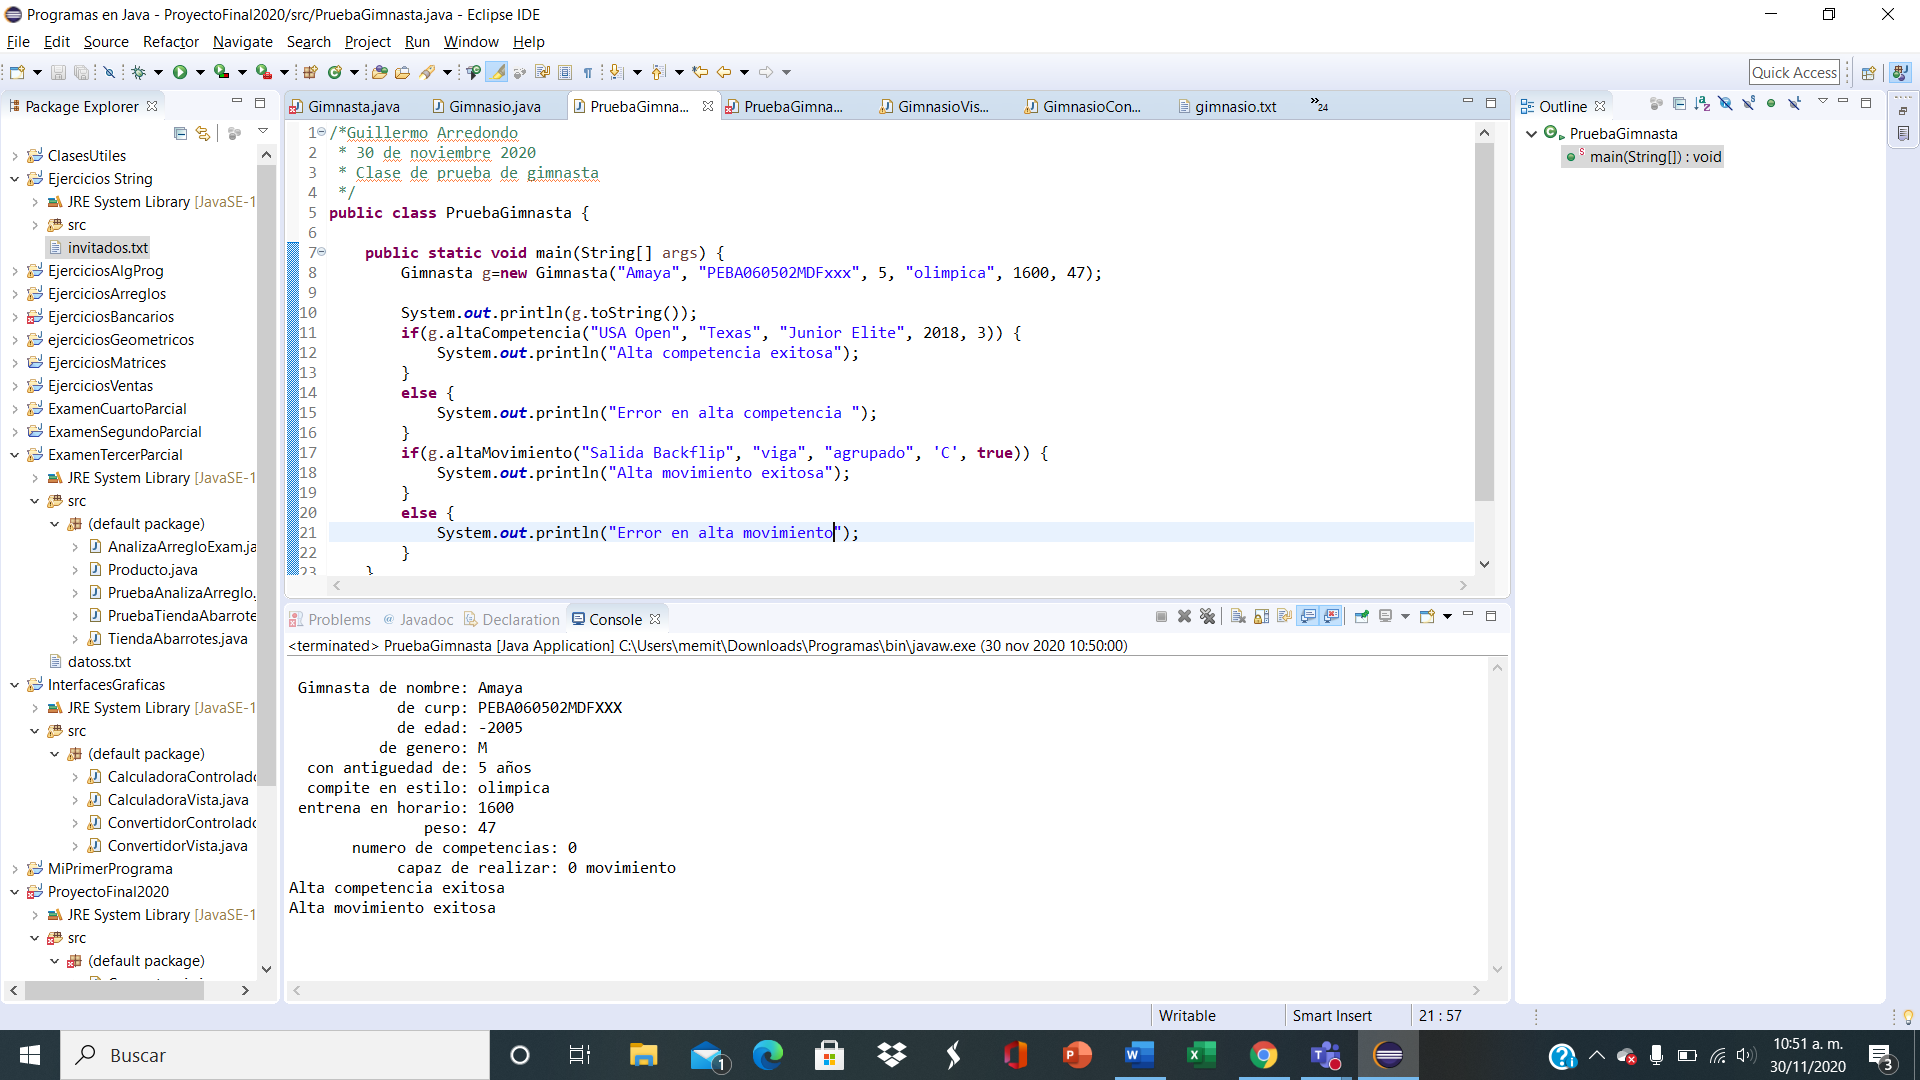 Programas en Java - ProyectoFinal2020/src/PruebaGimnasta.java - Eclipse IDE
File Edit Source Refactor Navigate Search Project Run Window Help
Quick Access
Package Explorer
ClasesUtiles
Ejercicios String
JRE System Library [JavaSE-1
src
invitados.txt
EjerciciosAlgProg
EjerciciosArreglos
EjerciciosBancarios
ejerciciosGeometricos
EjerciciosMatrices
EjerciciosVentas
ExamenCuartoParcial
ExamenSegundoParcial
ExamenTercerParcial
JRE System Library [JavaSE-1
src
(default package)
AnalizaArregloExam.ja
Producto.java
PruebaAnalizaArreglo.
PruebaTiendaAbarrote
TiendaAbarrotes.java
datoss.txt
InterfacesGraficas
JRE System Library [JavaSE-1
src
(default package)
CalculadoraControlado
CalculadoraVista.java
ConvertidorControlado
ConvertidorVista.java
MiPrimerPrograma
ProyectoFinal2020
JRE System Library [JavaSE-1
src
(default package)
Gimnasta.java Gimnasio.java PruebaGimna... PruebaGimna... GimnasioVis... GimnasioCon... gimnasio.txt »24
1 /*Guillermo Arredondo
2  * 30 de noviembre 2020
3  * Clase de prueba de gimnasta
4  */
5 public class PruebaGimnasta {
6
7     public static void main(String[] args) {
8         Gimnasta g=new Gimnasta("Amaya", "PEBA060502MDFxxx", 5, "olimpica", 1600, 47);
9
10         System.out.println(g.toString());
11         if(g.altaCompetencia("USA Open", "Texas", "Junior Elite", 2018, 3)) {
12             System.out.println("Alta competencia exitosa");
13         }
14         else {
15             System.out.println("Error en alta competencia ");
16         }
17         if(g.altaMovimiento("Salida Backflip", "viga", "agrupado", 'C', true)) {
18             System.out.println("Alta movimiento exitosa");
19         }
20         else {
21             System.out.println("Error en alta movimiento");
22         }
23     }
Problems Javadoc Declaration Console
<terminated> PruebaGimnasta [Java Application] C:\Users\memit\Downloads\Programas\bin\javaw.exe (30 nov 2020 10:50:00)
Gimnasta de nombre: Amaya
de curp: PEBA060502MDFXXX
de edad: -2005
de genero: M
con antiguedad de: 5 años
compite en estilo: olimpica
entrena en horario: 1600
peso: 47
numero de competencias: 0
capaz de realizar: 0 movimiento
Alta competencia exitosa
Alta movimiento exitosa
Outline
PruebaGimnasta
main(String[]) : void
Writable Smart Insert 21 : 57
Buscar
1
10:51 a. m.
30/11/2020
3